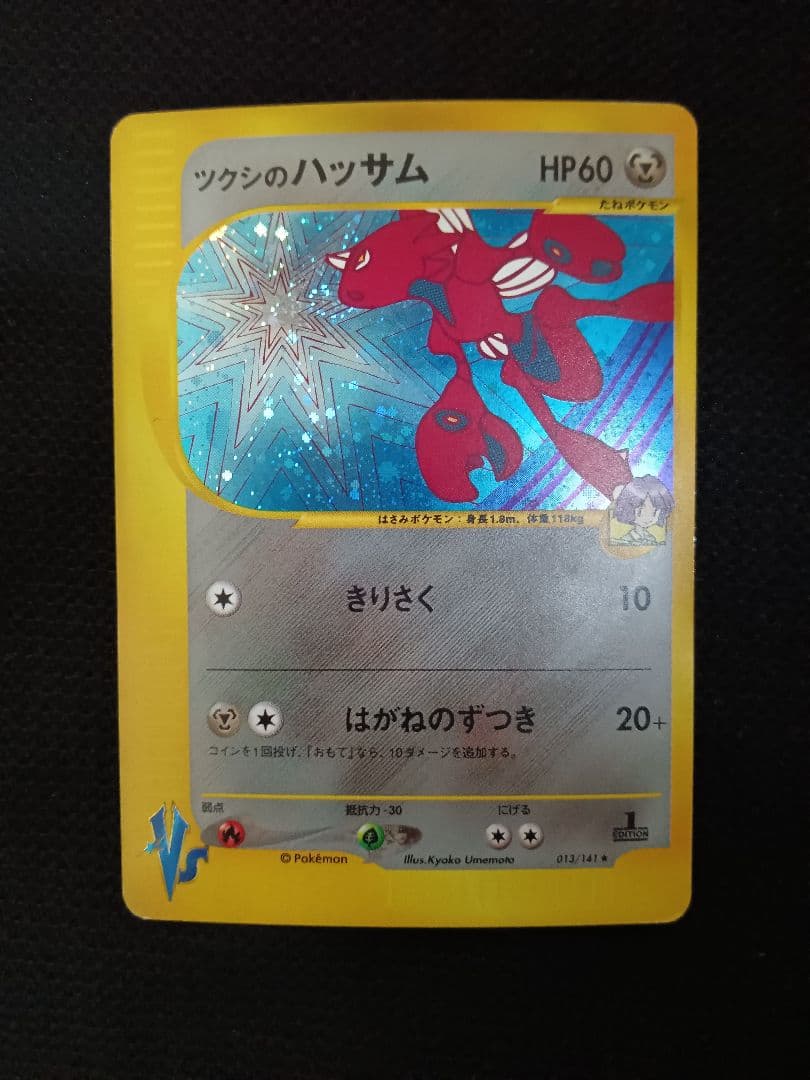 ツクシのハッサム HP60
たねポケモン
はさみポケモン：身長1.8m、体重118kg
きりさく 10
はがねのずつき 20+
コインを1回投げ、「おもて」なら、10ダメージを追加する。
弱点 抵抗力-30 にげる
1 EDITION
VS
© Pokémon Illus.Kyoko Umemoto 013/141★